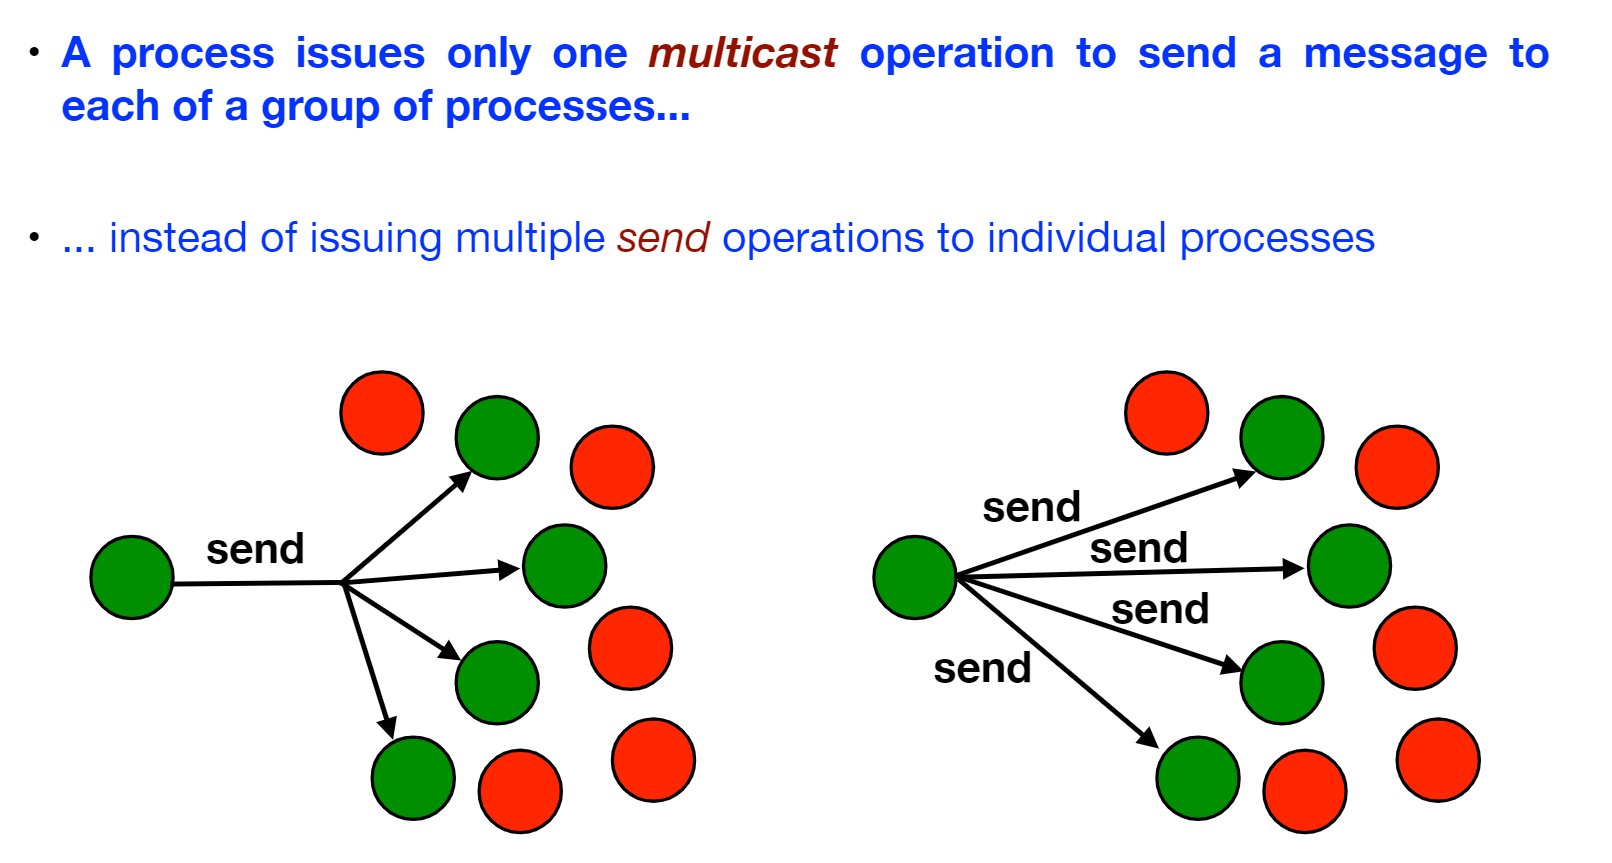 • A process issues only one multicast operation to send a message to
each of a group of processes...
• ... instead of issuing multiple send operations to individual processes
send
send
send
send
send